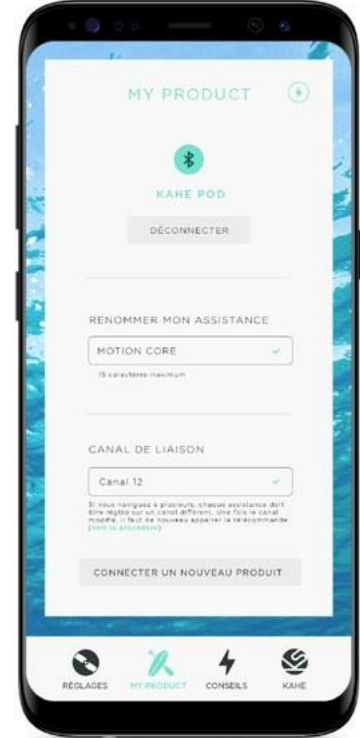 MY PRODUCT
KAHE POD
DÉCONNECTER
RENOMMER MON ASSISTANCE
MOTION CORE
15 caractères maximum
CANAL DE LIAISON
Canal 12
Si vous naviguez à plusieurs, chaque assistance doit
être réglée sur un canal différent. Une fois le canal
modifié, il faut de nouveau appairer la télécommande
(voir la procédure)
CONNECTER UN NOUVEAU PRODUIT
RÉGLAGES MY PRODUCT CONSEILS KAHE